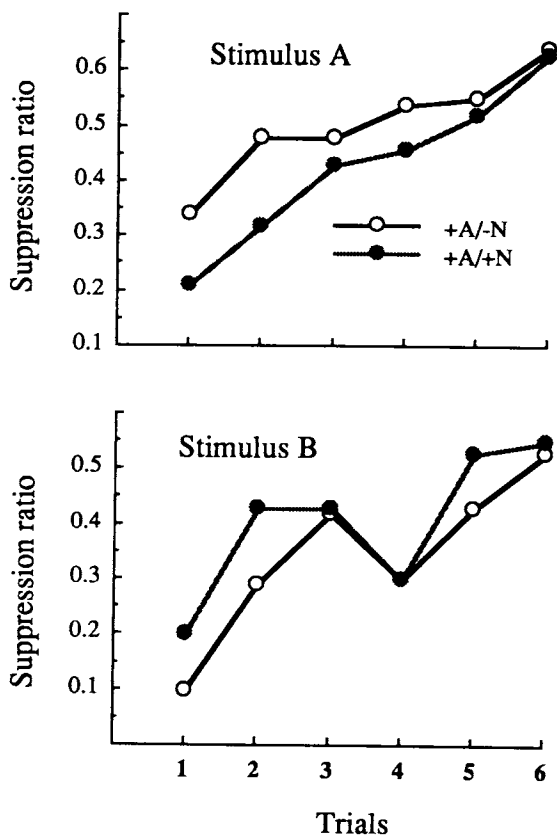 Stimulus A
0.6
0.5
0.4
0.3
0.2
0.1
Suppression ratio
+A/-N
+A/+N
Stimulus B
0.5
0.4
0.3
0.2
0.1
Suppression ratio
1 2 3 4 5 6
Trials